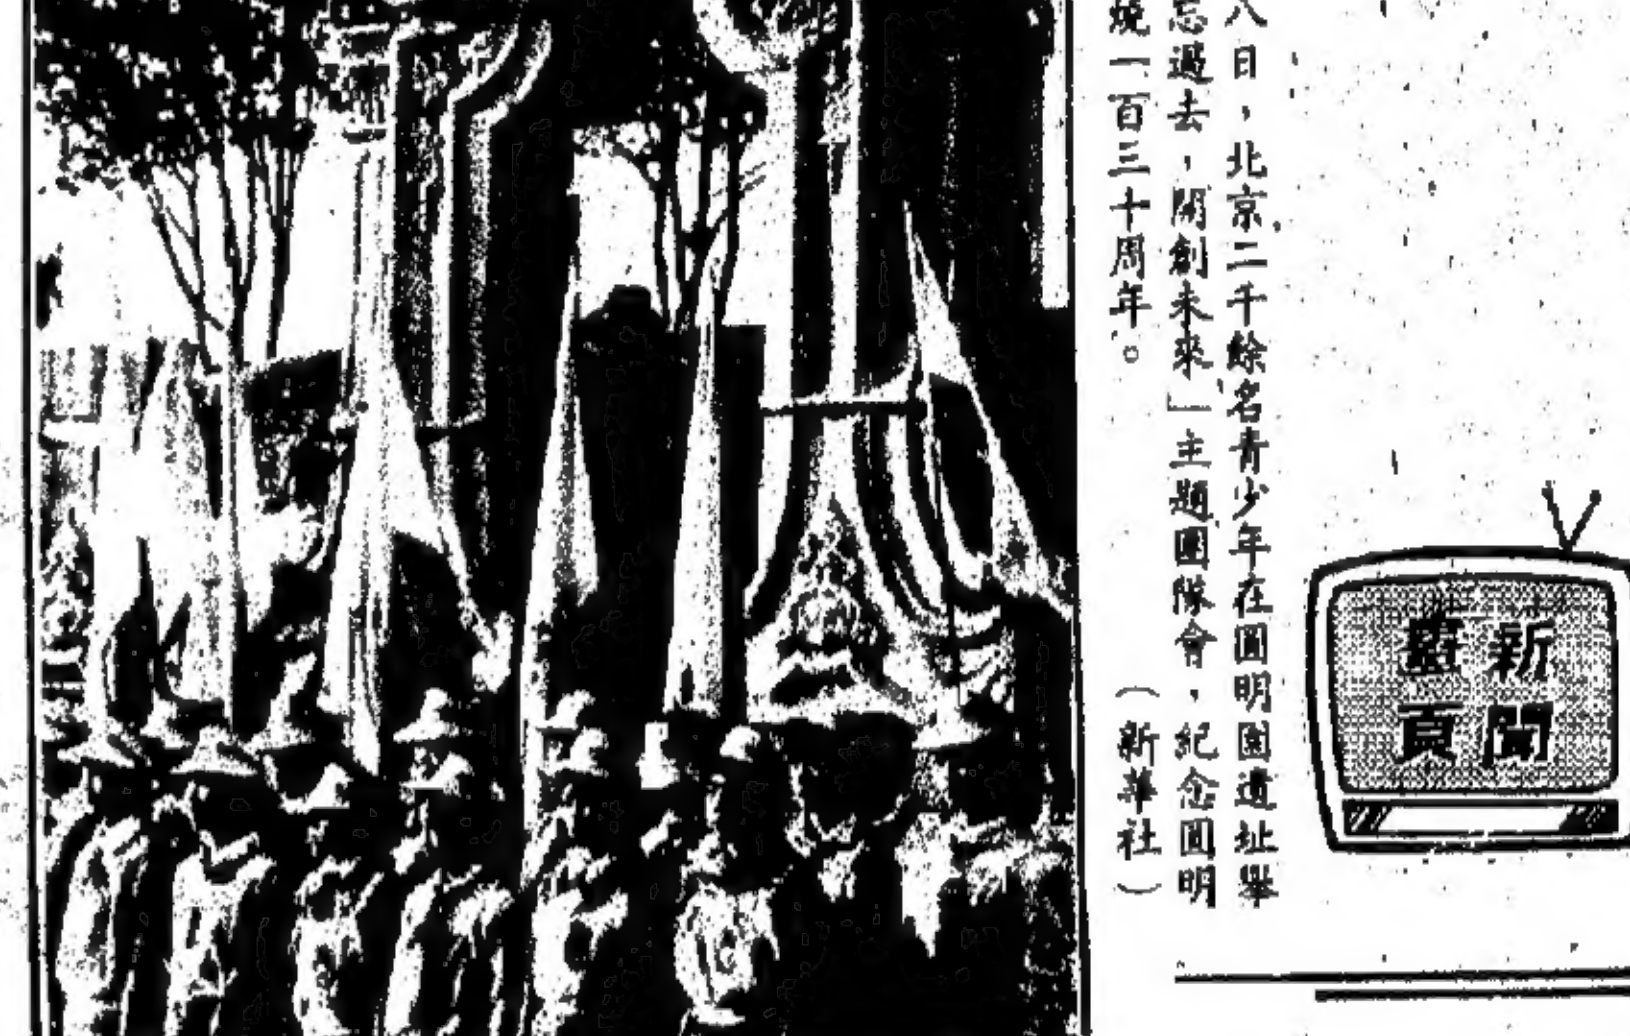 八日，北京二千餘名青少年在圓明園遺址舉
忘過去，開創未來」主題團隊會，紀念圓明
燒一百三十周年。 （新華社）
新聞
壁頁